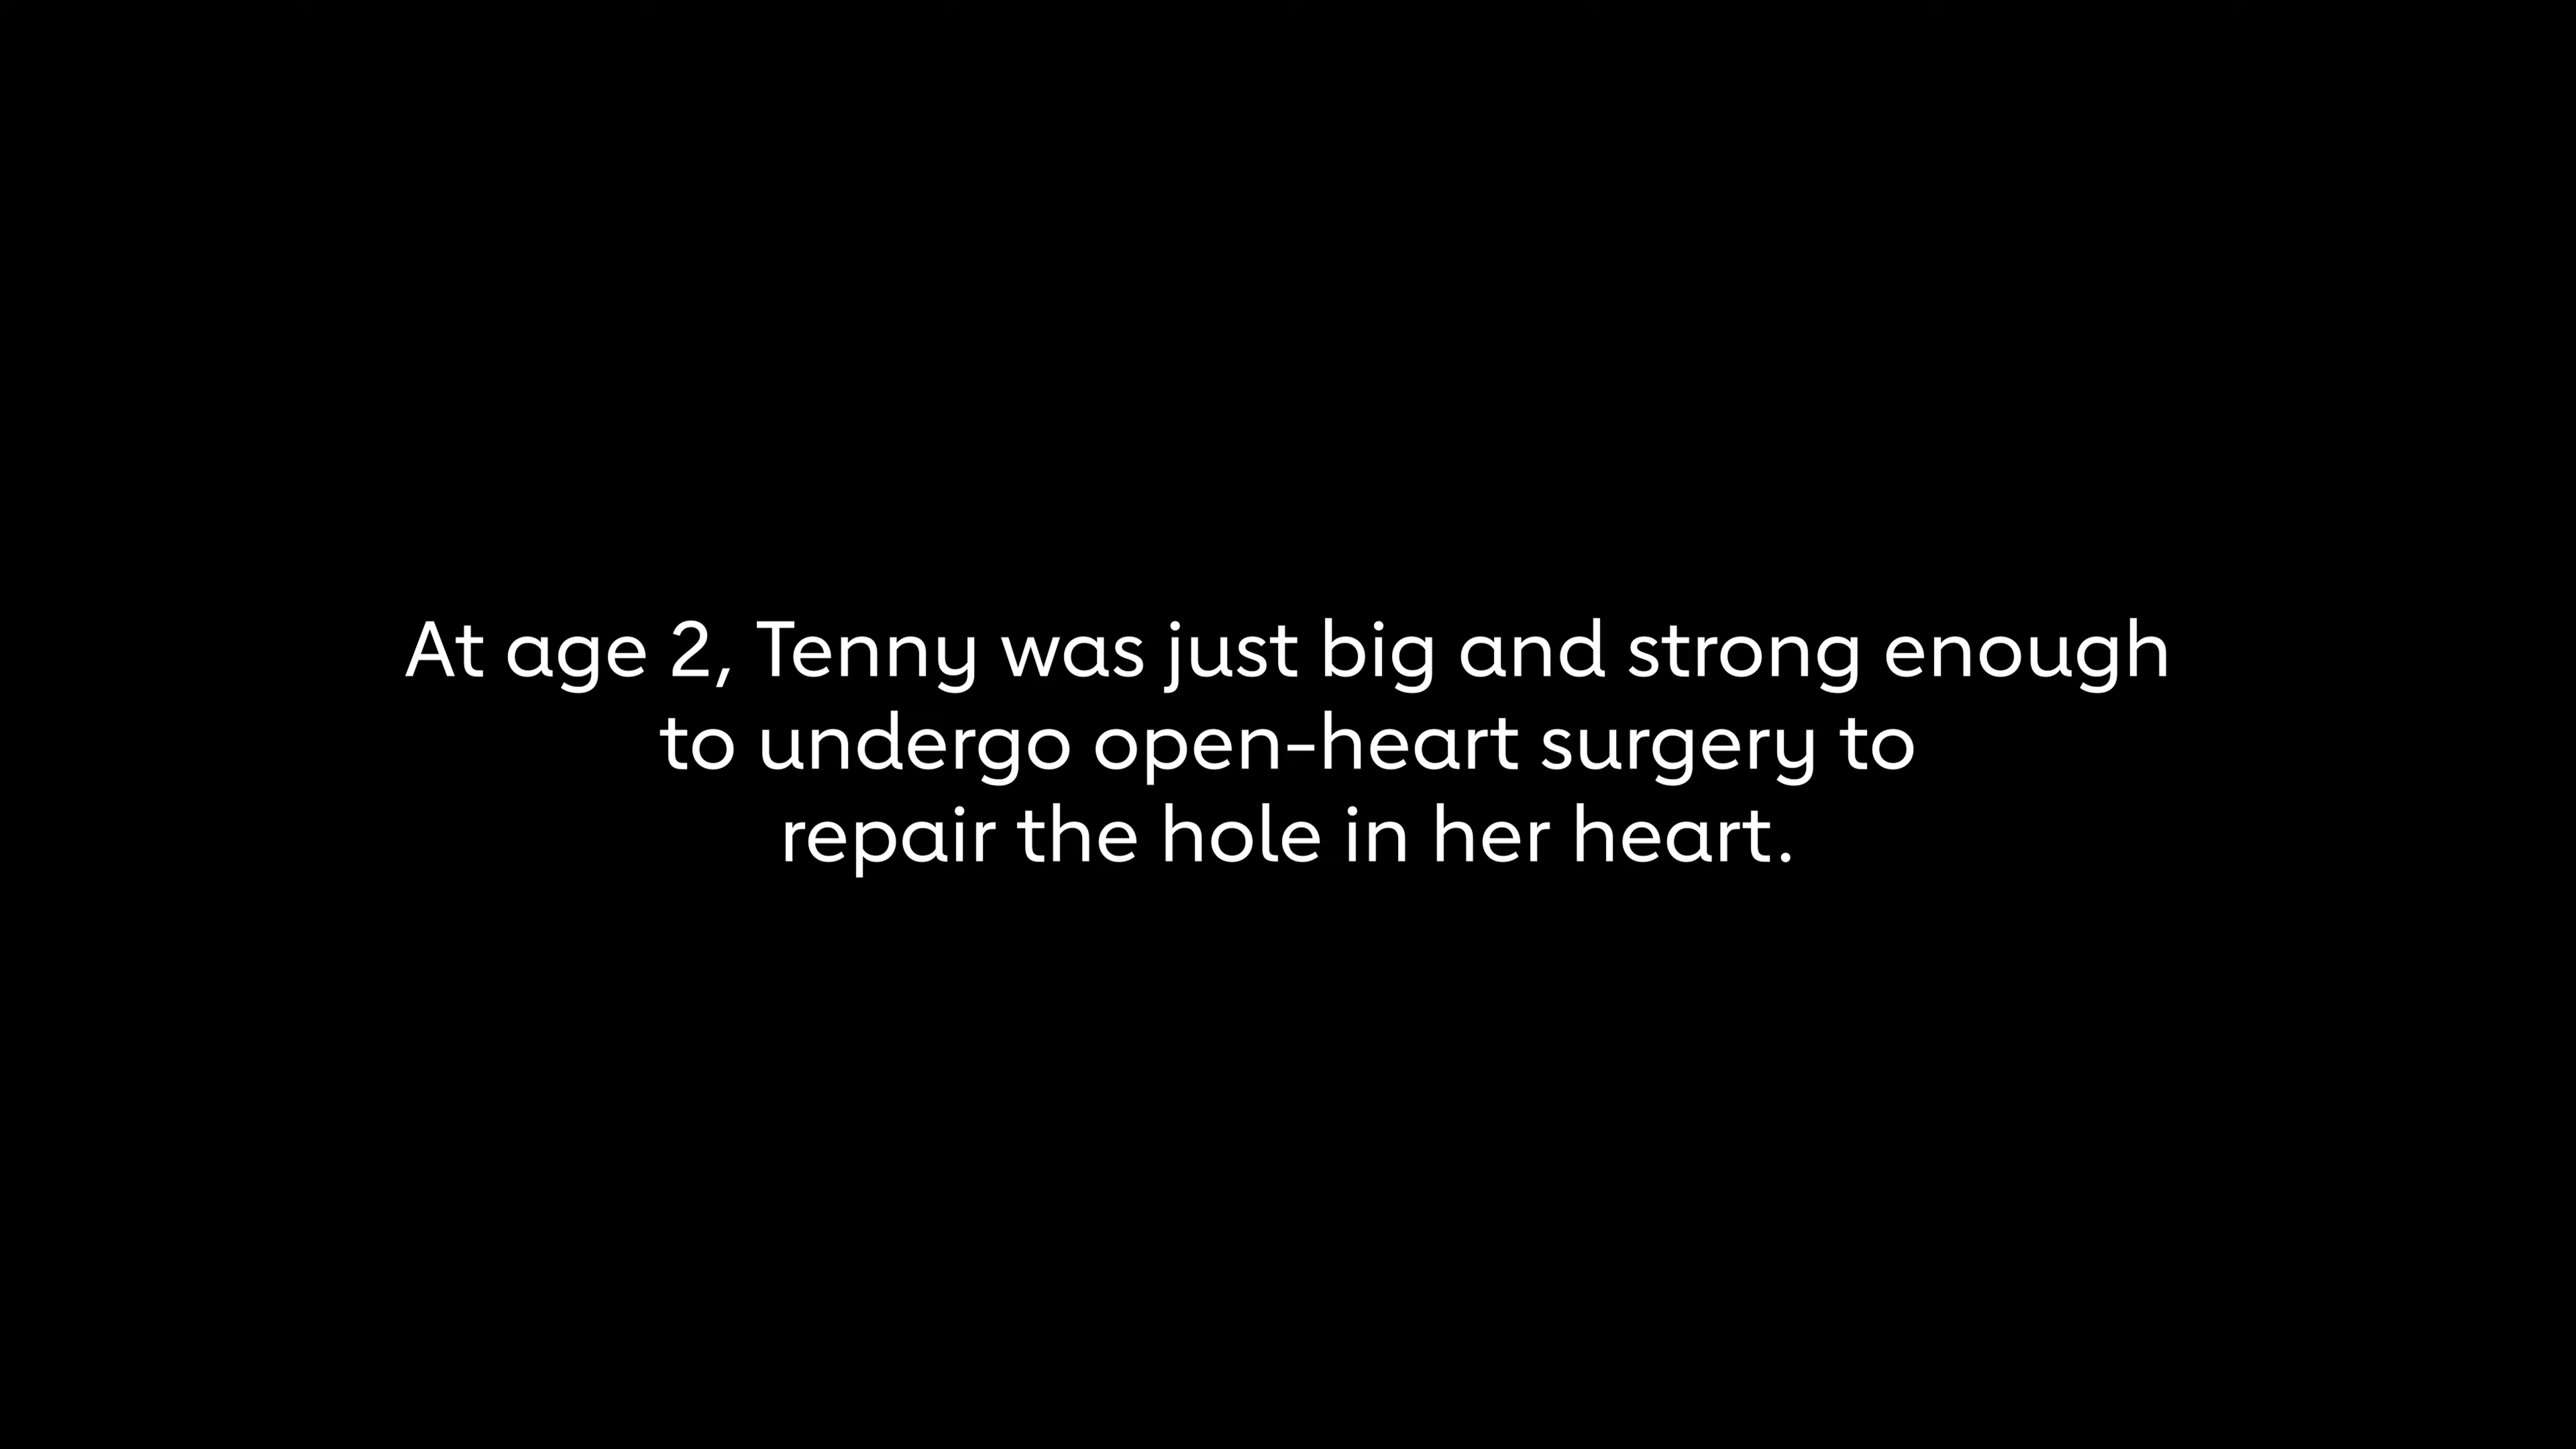 At age 2, Tenny was just big and strong enough
to undergo open-heart surgery to
repair the hole in her heart.